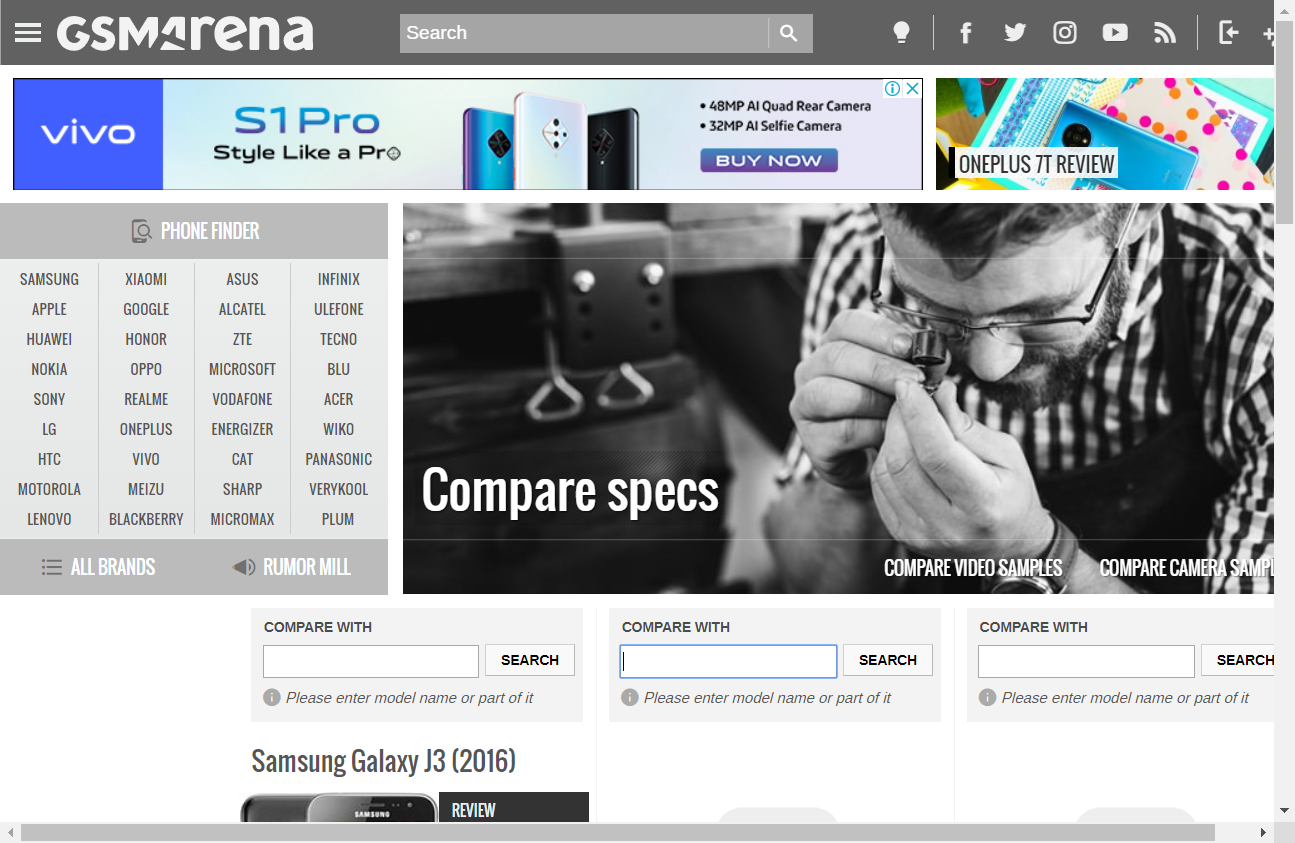 GSMArena
Search
vivo
S1 Pro
Style Like a Pro
• 48MP AI Quad Rear Camera
• 32MP AI Selfie Camera
BUY NOW
ONEPLUS 7T REVIEW
PHONE FINDER
SAMSUNG XIAOMI ASUS INFINIX
APPLE GOOGLE ALCATEL ULEFONE
HUAWEI HONOR ZTE TECNO
NOKIA OPPO MICROSOFT BLU
SONY REALME VODAFONE ACER
LG ONEPLUS ENERGIZER WIKO
HTC VIVO CAT PANASONIC
MOTOROLA MEIZU SHARP VERYKOOL
LENOVO BLACKBERRY MICROMAX PLUM
ALL BRANDS RUMOR MILL
Compare specs
COMPARE VIDEO SAMPLES COMPARE CAMERA SAMPL
COMPARE WITH COMPARE WITH COMPARE WITH
SEARCH SEARCH SEARCH
Please enter model name or part of it Please enter model name or part of it Please enter model name or part of it
Samsung Galaxy J3 (2016)
SAMSUNG
REVIEW